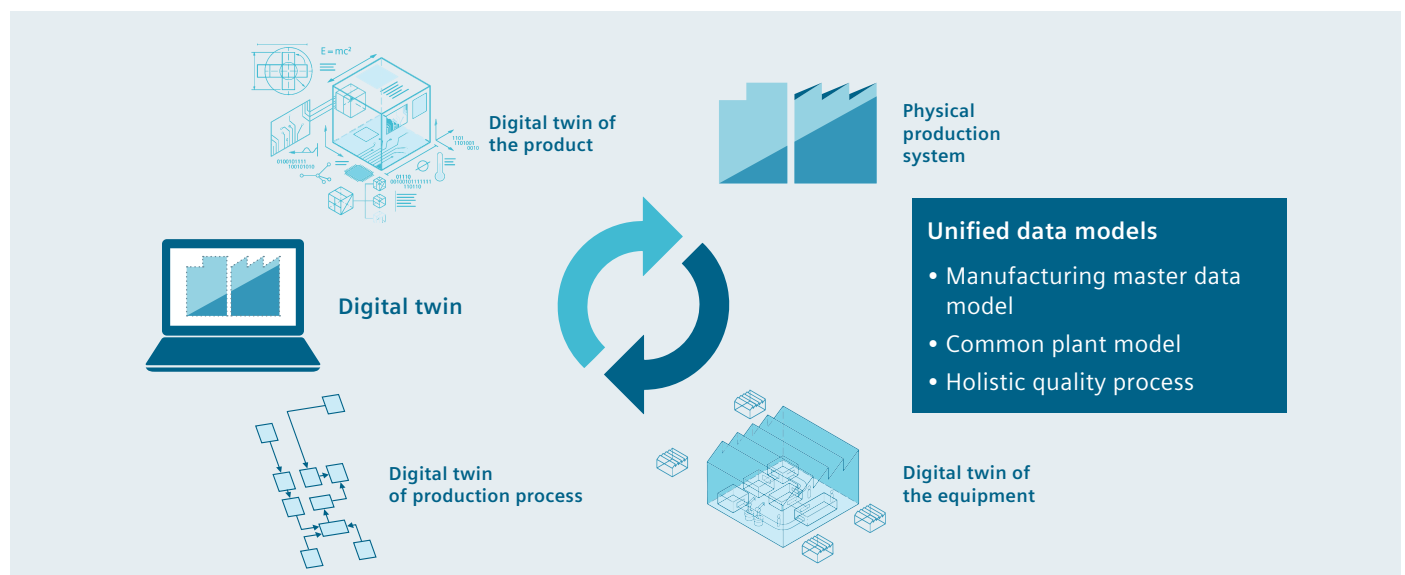 E = mc²
Digital twin of
the product
1101
1101001
0010
0100101111
100101010
01110
00100101111111
110110
Physical
production
system
Digital twin
Unified data models
• Manufacturing master data
model
• Common plant model
• Holistic quality process
Digital twin
of production process
Digital twin of
the equipment